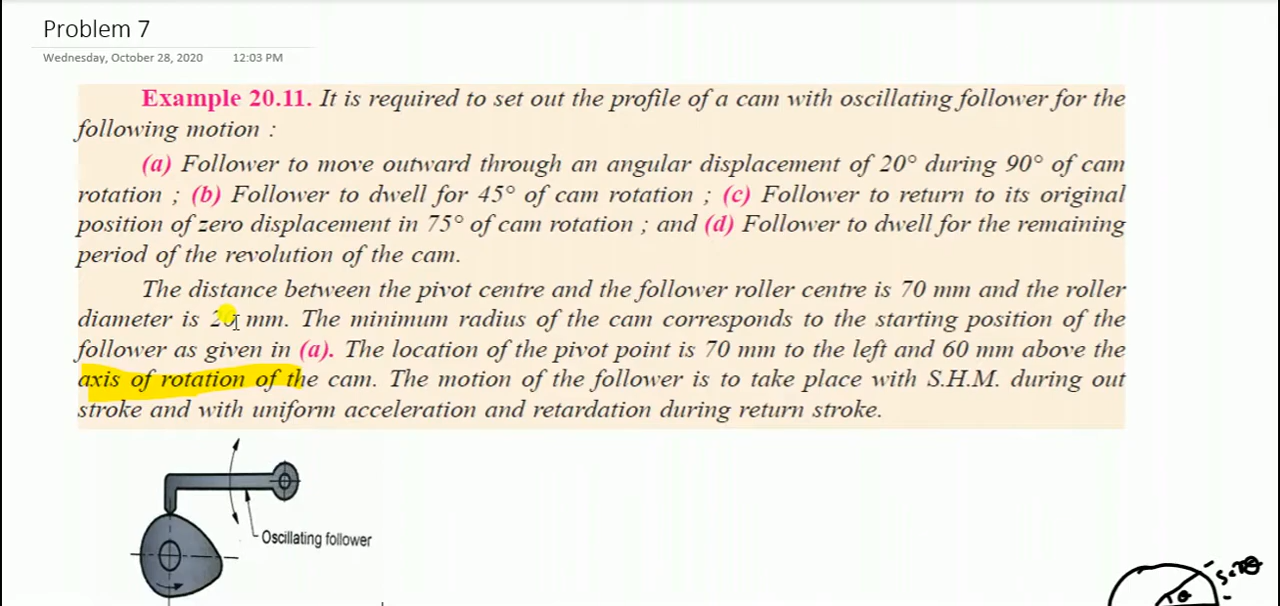 Problem 7
Wednesday, October 28, 2020 12:03 PM
Example 20.11. It is required to set out the profile of a cam with oscillating follower for the
following motion :
(a) Follower to move outward through an angular displacement of 20° during 90° of cam
rotation ; (b) Follower to dwell for 45° of cam rotation ; (c) Follower to return to its original
position of zero displacement in 75° of cam rotation ; and (d) Follower to dwell for the remaining
period of the revolution of the cam.
The distance between the pivot centre and the follower roller centre is 70 mm and the roller
diameter is mm. The minimum radius of the cam corresponds to the starting position of the
follower as given in (a). The location of the pivot point is 70 mm to the left and 60 mm above the
axis of rotation of the cam. The motion of the follower is to take place with S.H.M. during out
stroke and with uniform acceleration and retardation during return stroke.
Oscillating follower
θ